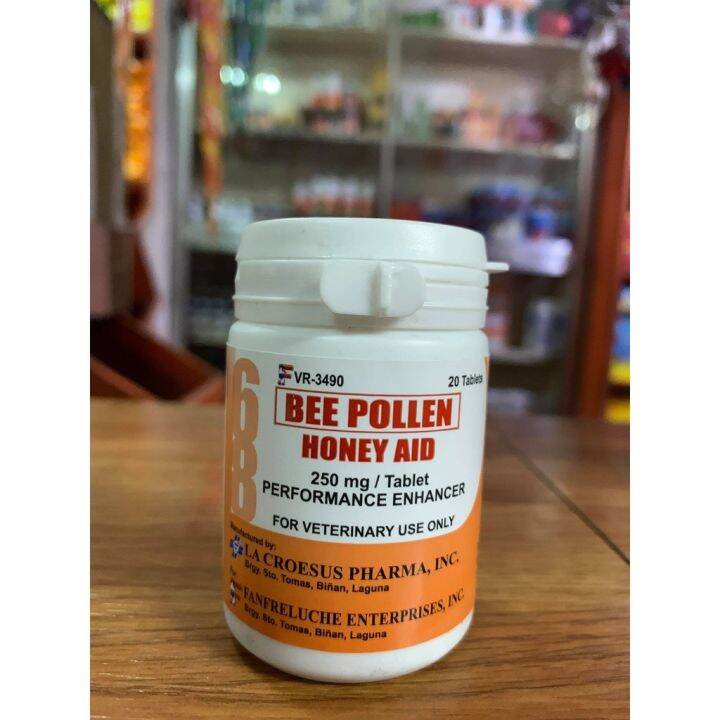 VR-3490
20 Tablets
BEE POLLEN
HONEY AID
250 mg / Tablet
PERFORMANCE ENHANCER
FOR VETERINARY USE ONLY
Manufactured by:
LA CROESUS PHARMA, INC.
Brgy. Sto. Tomas, Biñan, Laguna
FANFRELUCHE ENTERPRISES, INC.
Brgy. Sto. Tomas, Biñan, Laguna